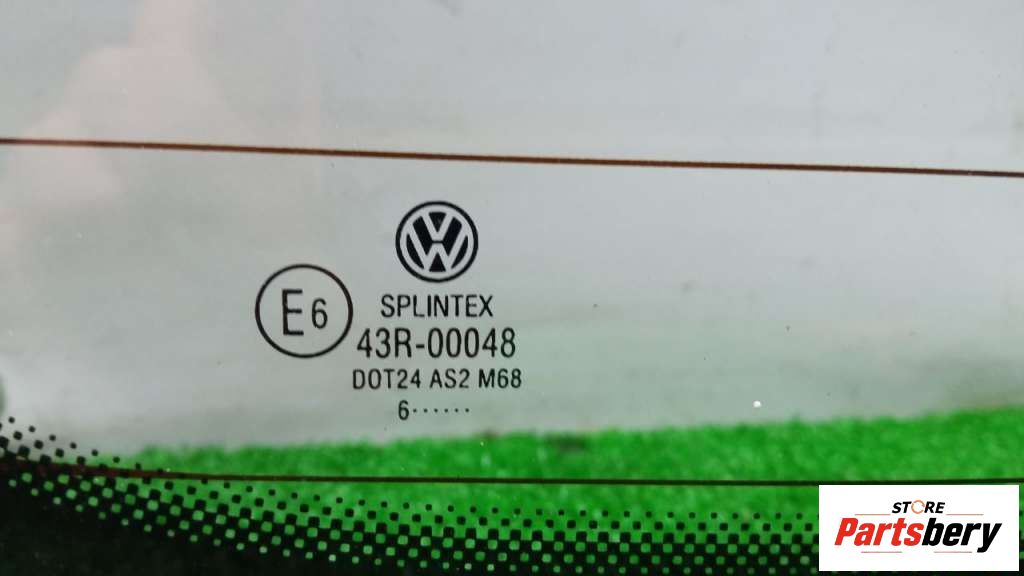 E6
SPLINTEX
43R-00048
DOT24 AS2 M68
6······
STORE
Partsbery